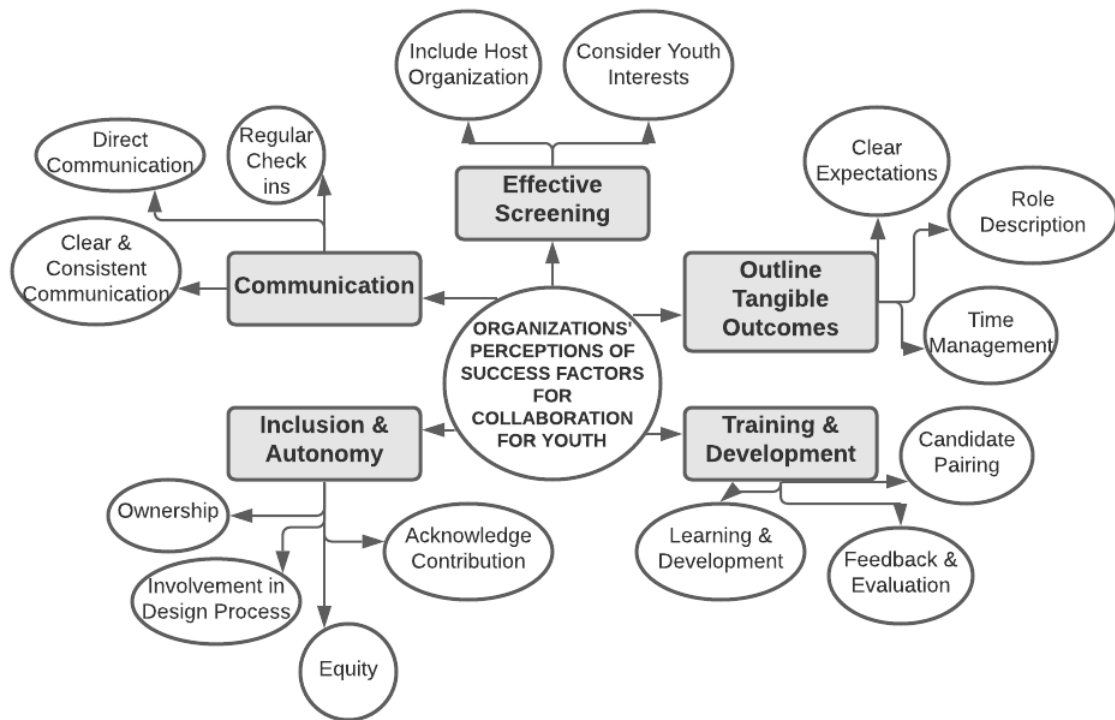 Include Host
Organization
Consider Youth
Interests
Direct
Communication
Regular
Check
ins
Clear
Expectations
Effective
Screening
Role
Description
Clear &
Consistent
Communication
Communication
Outline
Tangible
Outcomes
Time
Management
ORGANIZATIONS'
PERCEPTIONS OF
SUCCESS FACTORS
FOR
COLLABORATION
FOR YOUTH
Inclusion &
Autonomy
Training &
Development
Candidate
Pairing
Ownership
Acknowledge
Contribution
Learning &
Development
Feedback &
Evaluation
Involvement in
Design Process
Equity